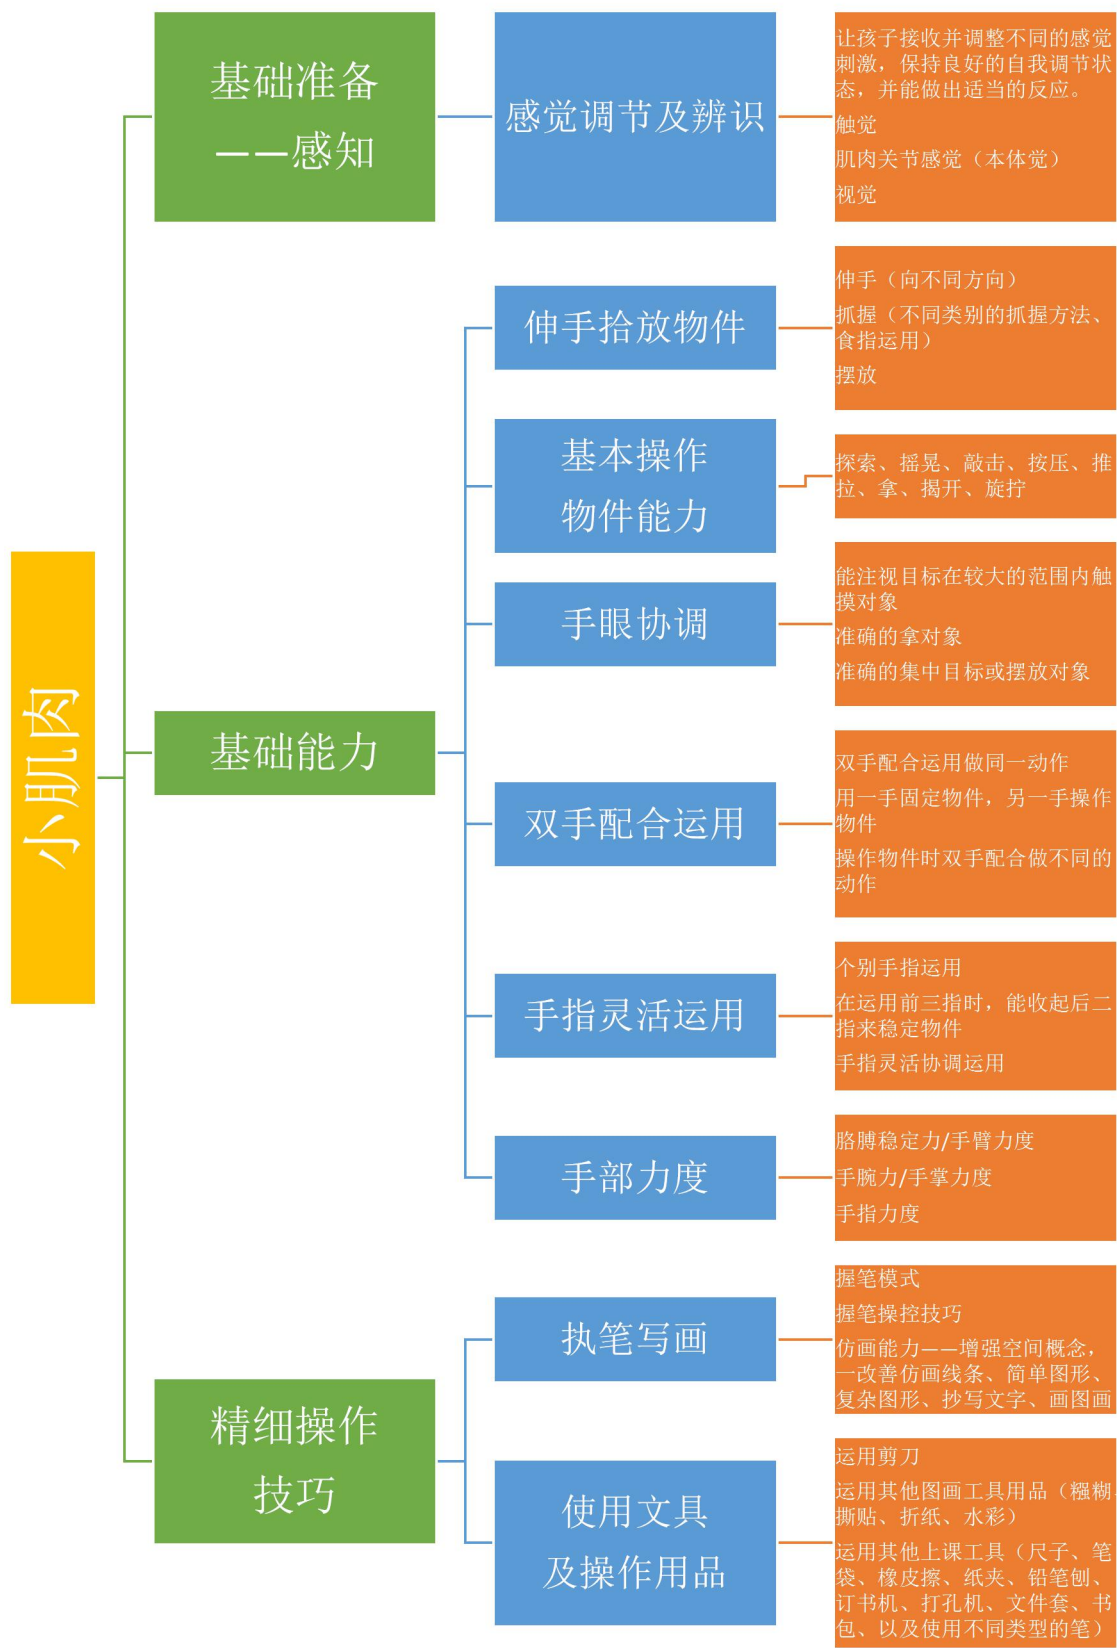 小肌肉
基础准备
——感知
感觉调节及辨识
让孩子接收并调整不同的感觉
刺激，保持良好的自我调节状
态，并能做出适当的反应。
触觉
肌肉关节感觉（本体觉）
视觉
基础能力
伸手拾放物件
伸手（向不同方向）
抓握（不同类别的抓握方法、
食指运用）
摆放
基本操作
物件能力
探索、摇晃、敲击、按压、推
拉、拿、揭开、旋拧
手眼协调
能注视目标在较大的范围内触
摸对象
准确的拿对象
准确的集中目标或摆放对象
双手配合运用
双手配合运用做同一动作
用一手固定物件，另一手操作
物件
操作物件时双手配合做不同的
动作
手指灵活运用
个别手指运用
在运用前三指时，能收起后二
指来稳定物件
手指灵活协调运用
手部力度
胳膊稳定力/手臂力度
手腕力/手掌力度
手指力度
精细操作
技巧
执笔写画
握笔模式
握笔操控技巧
仿画能力——增强空间概念，
一改善仿画线条、简单图形、
复杂图形、抄写文字、画图画
使用文具
及操作用品
运用剪刀
运用其他图画工具用品（糨糊、
撕贴、折纸、水彩）
运用其他上课工具（尺子、笔
袋、橡皮擦、纸夹、铅笔刨、
订书机、打孔机、文件套、书
包、以及使用不同类型的笔）